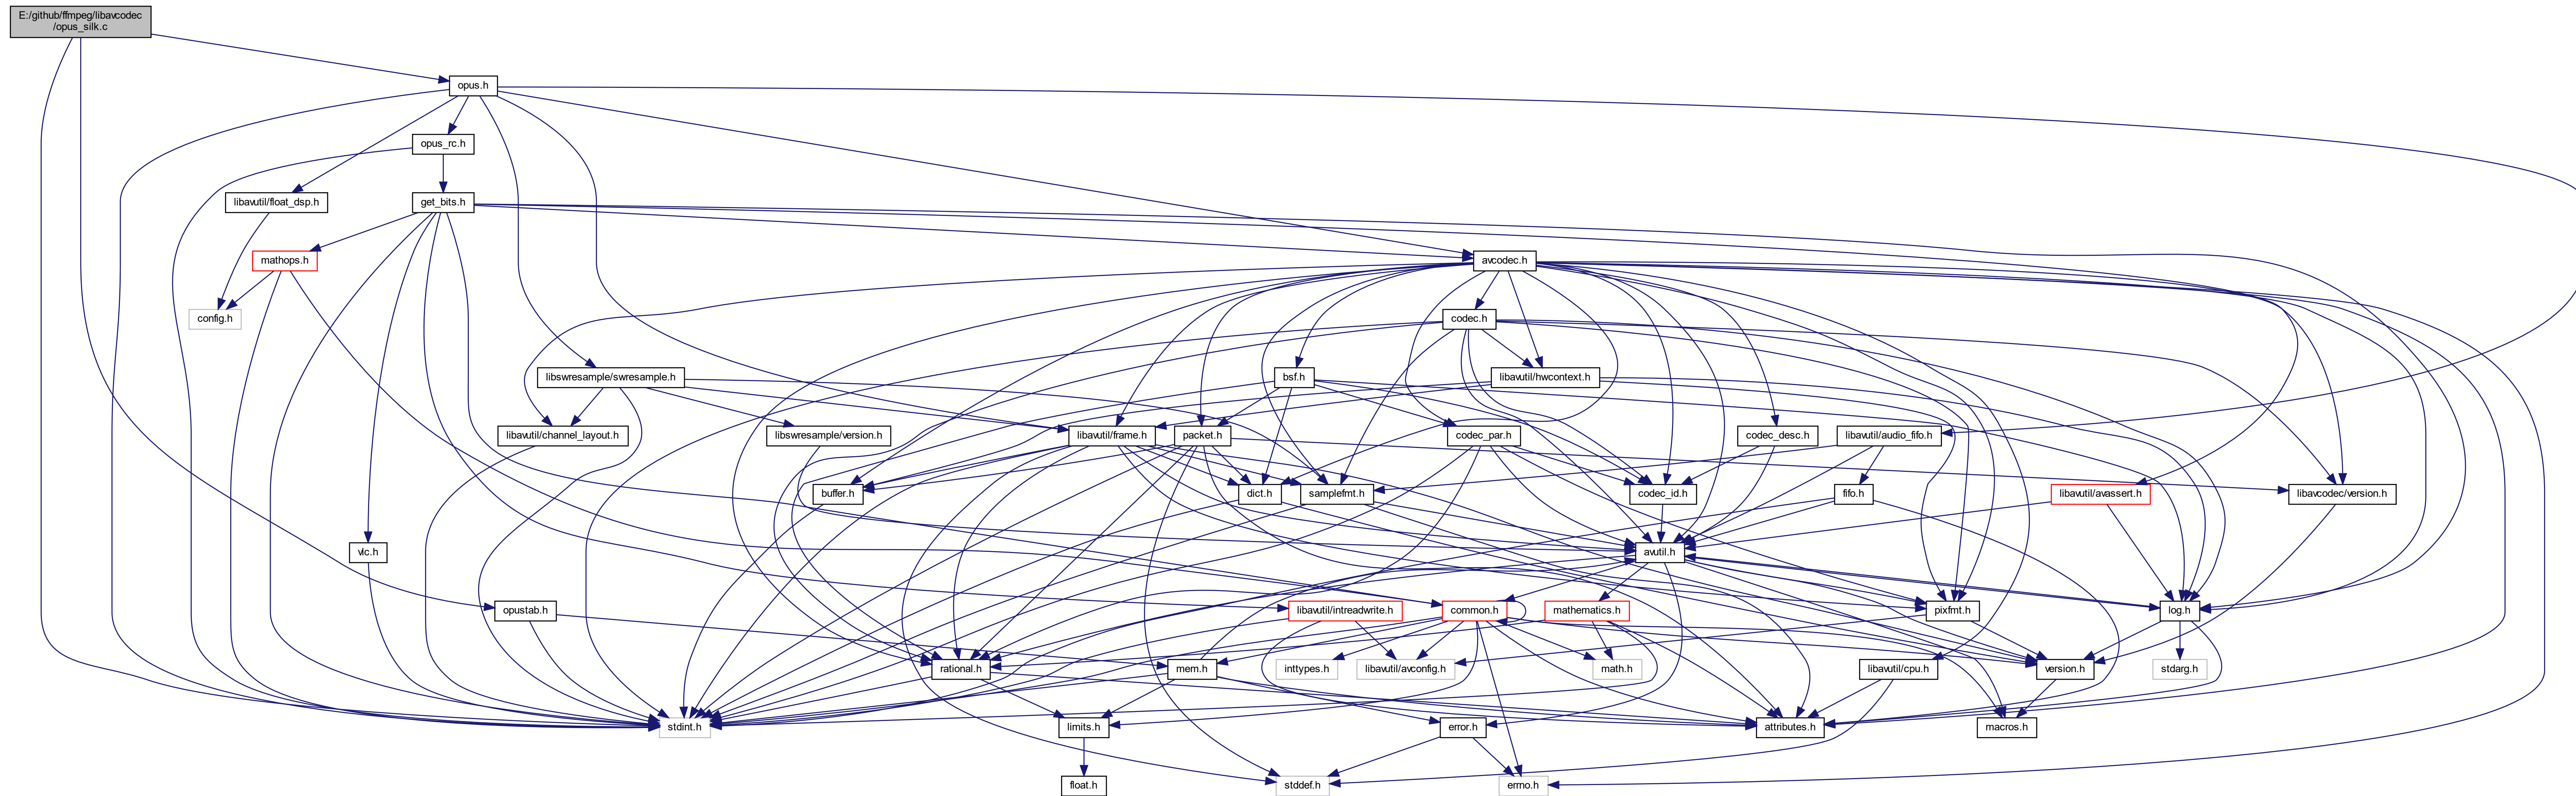 E:/github/ffmpeg/libavcodec
/opus_silk.c
opus.h
opus_rc.h
libavutil/float_dsp.h
get_bits.h
mathops.h
avcodec.h
config.h
codec.h
libswresample/swresample.h
bsf.h
libavutil/hwcontext.h
libavutil/channel_layout.h
libswresample/version.h
libavutil/frame.h
packet.h
codec_par.h
codec_desc.h
libavutil/audio_fifo.h
buffer.h
dict.h
samplefmt.h
codec_id.h
fifo.h
libavutil/avassert.h
libavcodec/version.h
vlc.h
avutil.h
opustab.h
libavutil/intreadwrite.h
common.h
mathematics.h
pixfmt.h
log.h
rational.h
mem.h
inttypes.h
libavutil/avconfig.h
math.h
libavutil/cpu.h
version.h
stdarg.h
stdint.h
limits.h
error.h
attributes.h
macros.h
float.h
stddef.h
errno.h